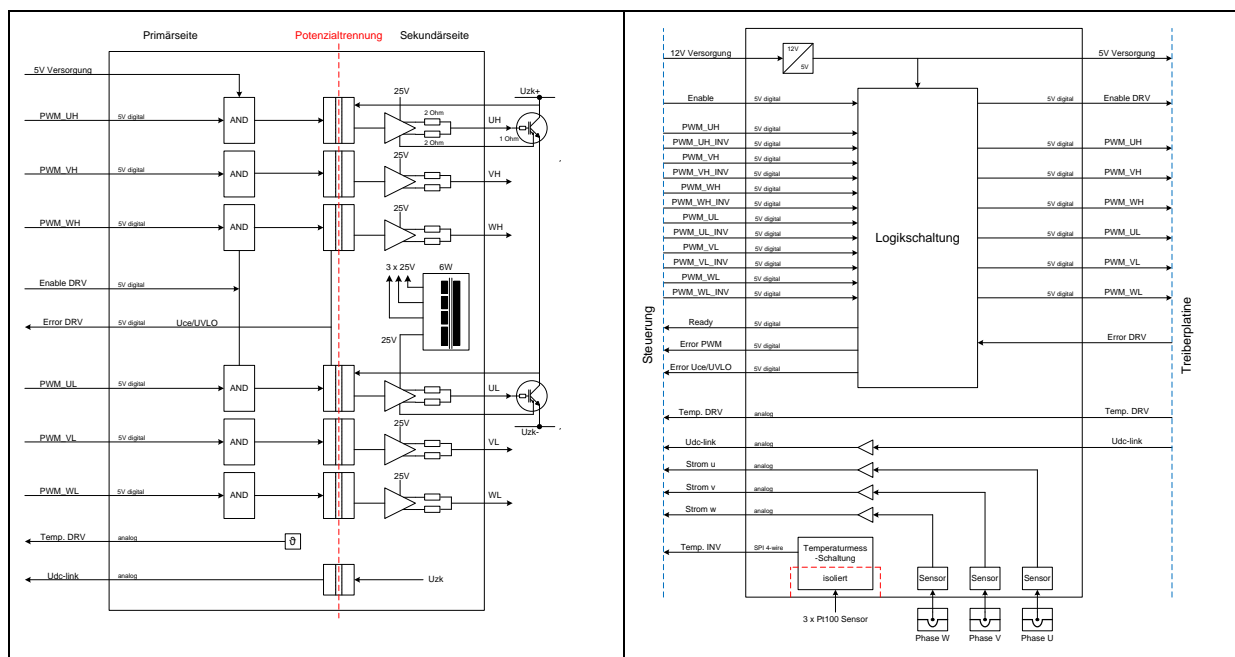 Primärseite
Potenzialtrennung
Sekundärseite
5V Versorgung
25V
Uzk+
PWM_UH
5V digital
AND
2 Ohm
2 Ohm
UH
1 Ohm
PWM_VH
5V digital
AND
25V
VH
PWM_WH
5V digital
AND
25V
WH
3 x 25V
6W
Enable DRV
5V digital
Error DRV
5V digital
Uce/UVLO
25V
PWM_UL
5V digital
AND
UL
Uzk-
PWM_VL
5V digital
AND
25V
VL
PWM_WL
5V digital
AND
25V
WL
Temp. DRV
analog
ϑ
Udc-link
analog
Uzk
12V Versorgung
12V
5V
5V Versorgung
Enable
5V digital
5V digital
Enable DRV
PWM_UH
5V digital
PWM_UH_INV
5V digital
5V digital
PWM_UH
PWM_VH
5V digital
PWM_VH_INV
5V digital
5V digital
PWM_VH
PWM_WH
5V digital
PWM_WH_INV
5V digital
5V digital
PWM_WH
PWM_UL
5V digital
Logikschaltung
PWM_UL_INV
5V digital
5V digital
PWM_UL
PWM_VL
5V digital
PWM_VL_INV
5V digital
5V digital
PWM_VL
PWM_WL
5V digital
PWM_WL_INV
5V digital
5V digital
PWM_WL
Steuerung
Treiberplatine
Ready
5V digital
Error PWM
5V digital
Error DRV
Error Uce/UVLO
5V digital
Temp. DRV
analog
Temp. DRV
Udc-link
analog
Udc-link
Strom u
analog
Strom v
analog
Strom w
analog
Temp. INV
SPI 4-wire
Temperaturmess
-Schaltung
isoliert
Sensor
Sensor
Sensor
3 x Pt100 Sensor
Phase W
Phase V
Phase U